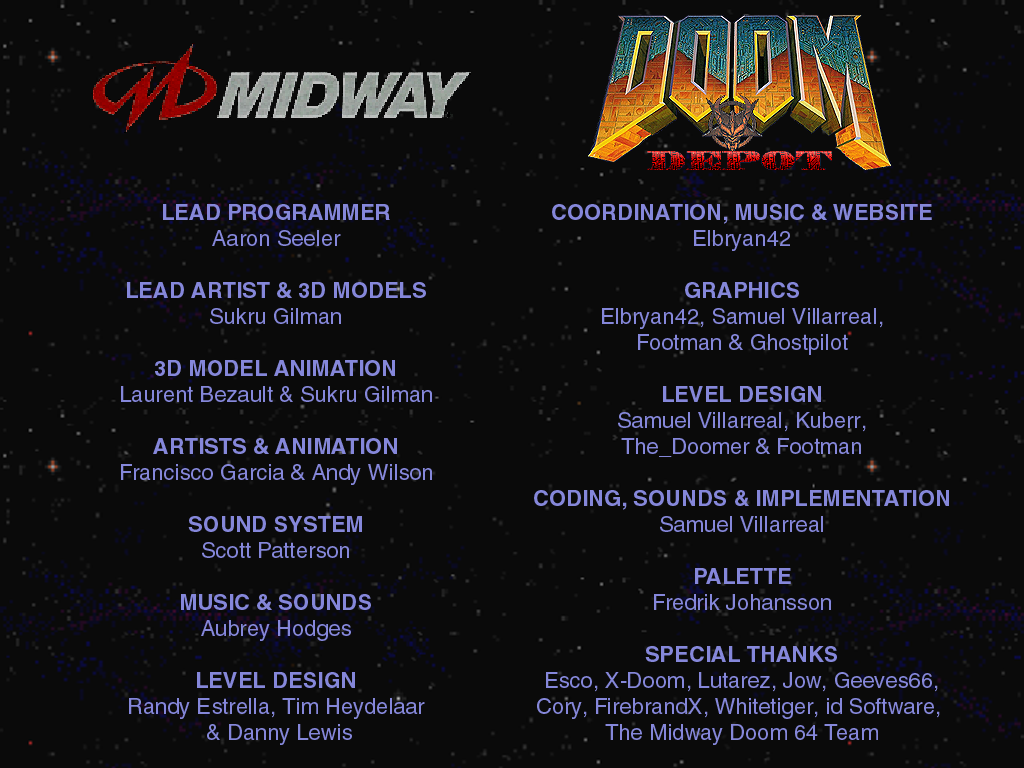 MIDWAY
LEAD PROGRAMMER
Aaron Seeler
LEAD ARTIST & 3D MODELS
Sukru Gilman
3D MODEL ANIMATION
Laurent Bezault & Sukru Gilman
ARTISTS & ANIMATION
Francisco Garcia & Andy Wilson
SOUND SYSTEM
Scott Patterson
MUSIC & SOUNDS
Aubrey Hodges
LEVEL DESIGN
Randy Estrella, Tim Heydelaar
& Danny Lewis
DOOM
DEPOT
COORDINATION, MUSIC & WEBSITE
Elbryan42
GRAPHICS
Elbryan42, Samuel Villarreal,
Footman & Ghostpilot
LEVEL DESIGN
Samuel Villarreal, Kuberr,
The_Doomer & Footman
CODING, SOUNDS & IMPLEMENTATION
Samuel Villarreal
PALETTE
Fredrik Johansson
SPECIAL THANKS
Esco, X-Doom, Lutarez, Jow, Geeves66,
Cory, FirebrandX, Whitetiger, id Software,
The Midway Doom 64 Team